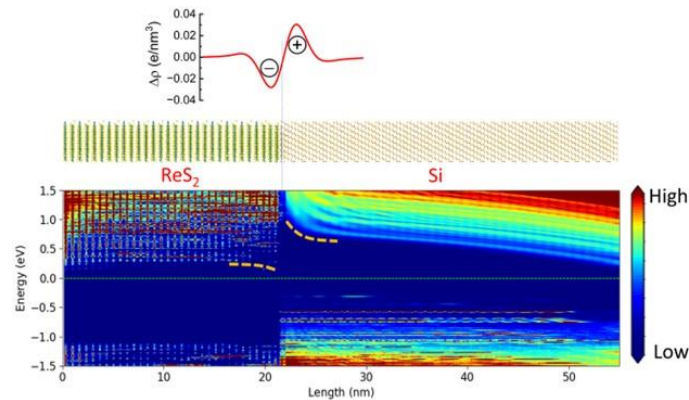 0.04
0.02
0.00
-0.02
-0.04
Δρ (e/nm³)
− +
ReS₂ Si
1.5
1.0
0.5
0.0
−0.5
−1.0
−1.5
Energy (eV)
0 10 20 30 40 50
Length (nm)
High
Low